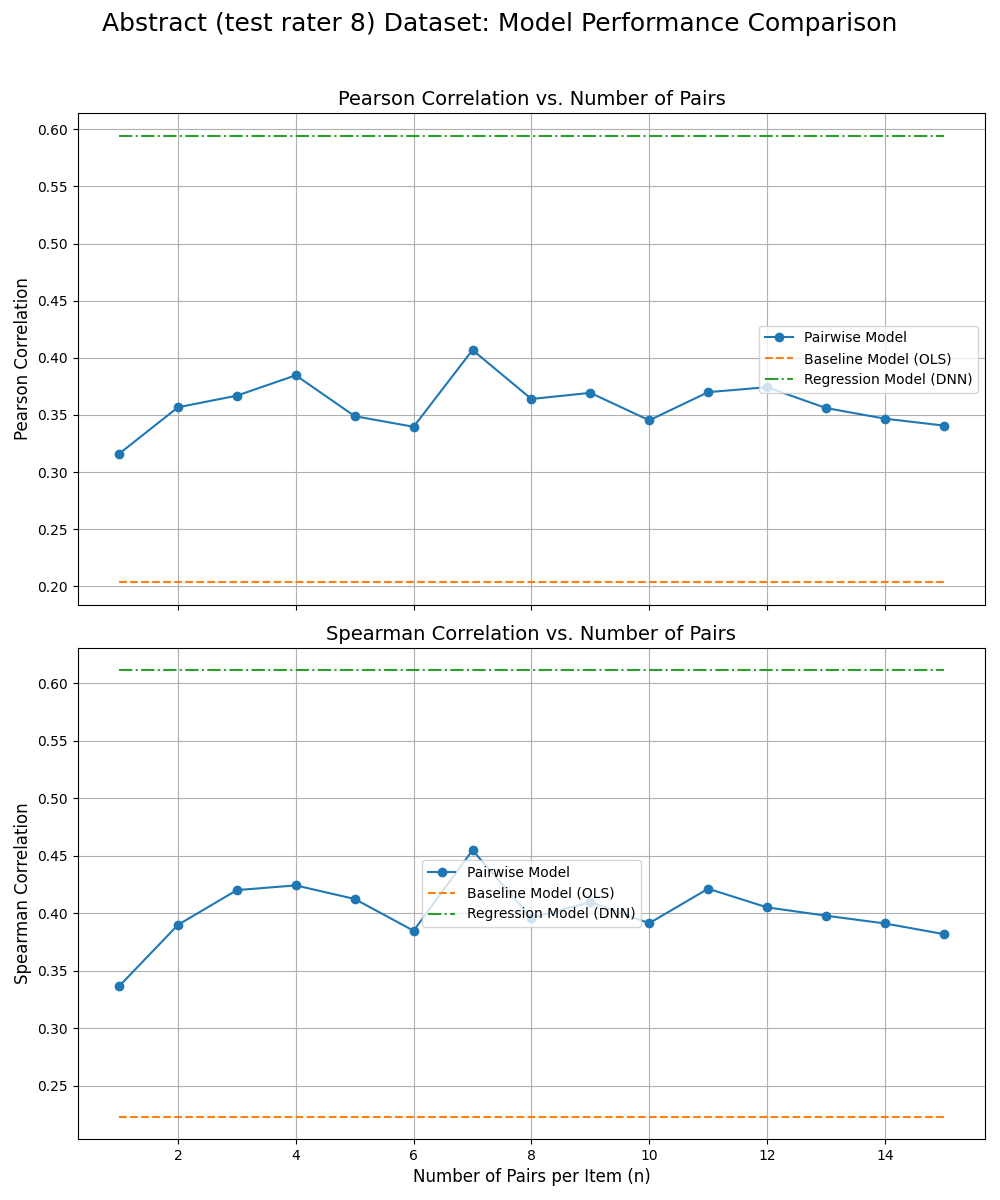 Abstract (test rater 8) Dataset: Model Performance Comparison
Pearson Correlation vs. Number of Pairs
0.60
0.55
0.50
0.45
0.40
0.35
0.30
0.25
0.20
Pearson Correlation
Pairwise Model
Baseline Model (OLS)
Regression Model (DNN)
Spearman Correlation vs. Number of Pairs
0.60
0.55
0.50
0.45
0.40
0.35
0.30
0.25
Spearman Correlation
Pairwise Model
Baseline Model (OLS)
Regression Model (DNN)
2 4 6 8 10 12 14
Number of Pairs per Item (n)